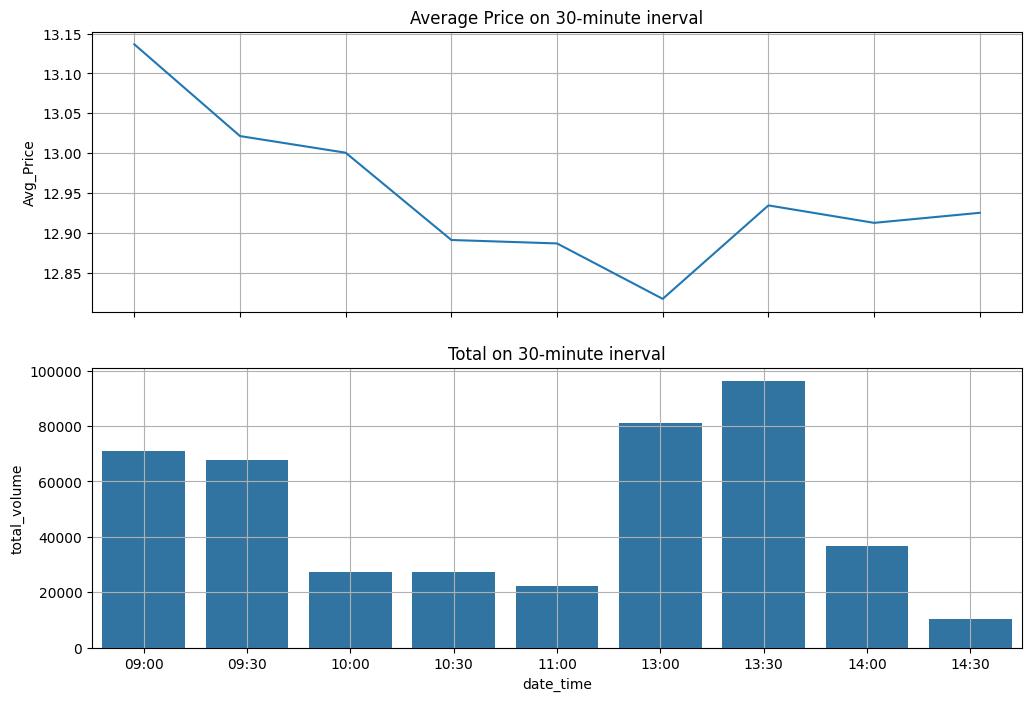 Average Price on 30-minute inerval
13.15
13.10
13.05
13.00
12.95
12.90
12.85
Avg_Price
Total on 30-minute inerval
100000
80000
60000
40000
20000
0
total_volume
09:00 09:30 10:00 10:30 11:00 13:00 13:30 14:00 14:30
date_time